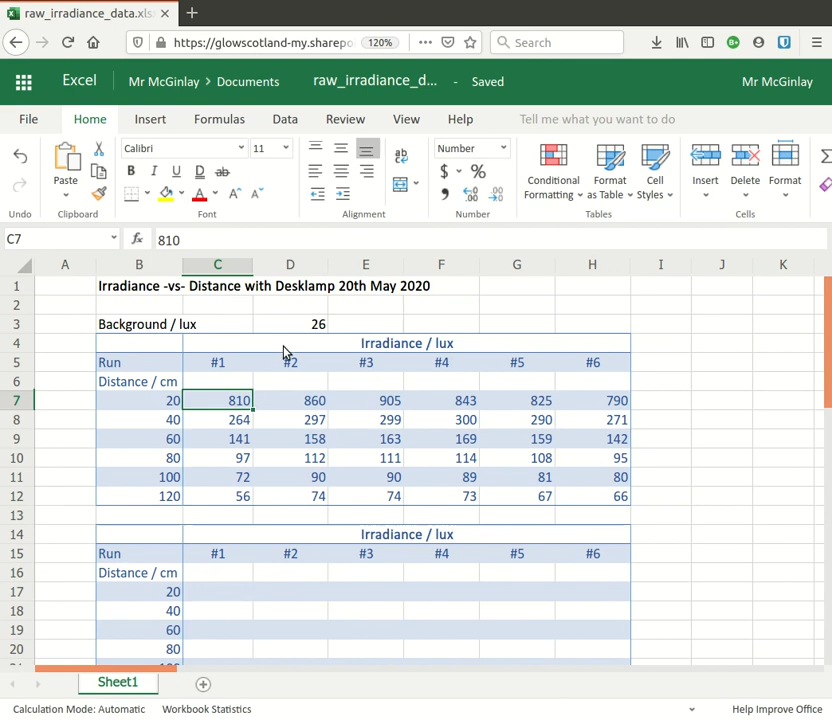 raw_irradiance_data.xls
https://glowscotland-my.sharepo 120% Search
Excel Mr McGinlay > Documents raw_irradiance_d... - Saved Mr McGinlay
File Home Insert Formulas Data Review View Help Tell me what you want to do
Calibri 11 ab Number
Paste B I U D ab $ % Conditional Formatting Format as Table Cell Styles Insert Delete Format
Undo Clipboard Font Alignment Number Tables Cells
C7 fx 810
A B C D E F G H I J K
1 Irradiance -vs- Distance with Desklamp 20th May 2020
2
3 Background / lux 26
4 Irradiance / lux
5 Run #1 #2 #3 #4 #5 #6
6 Distance / cm
7 20 810 860 905 843 825 790
8 40 264 297 299 300 290 271
9 60 141 158 163 169 159 142
10 80 97 112 111 114 108 95
11 100 72 90 90 89 81 80
12 120 56 74 74 73 67 66
13
14 Irradiance / lux
15 Run #1 #2 #3 #4 #5 #6
16 Distance / cm
17 20
18 40
19 60
20 80
Sheet1
Calculation Mode: Automatic Workbook Statistics Help Improve Office